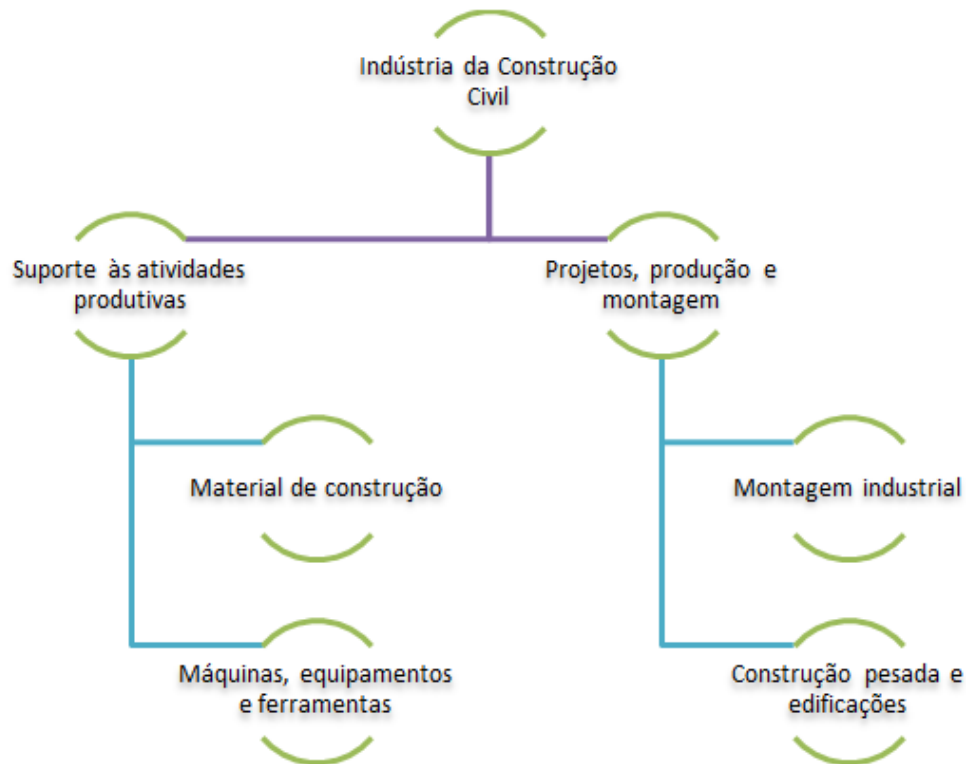 Indústria da Construção
Civil
Suporte às atividades
produtivas
Projetos, produção e
montagem
Material de construção
Montagem industrial
Máquinas, equipamentos
e ferramentas
Construção pesada e
edificações